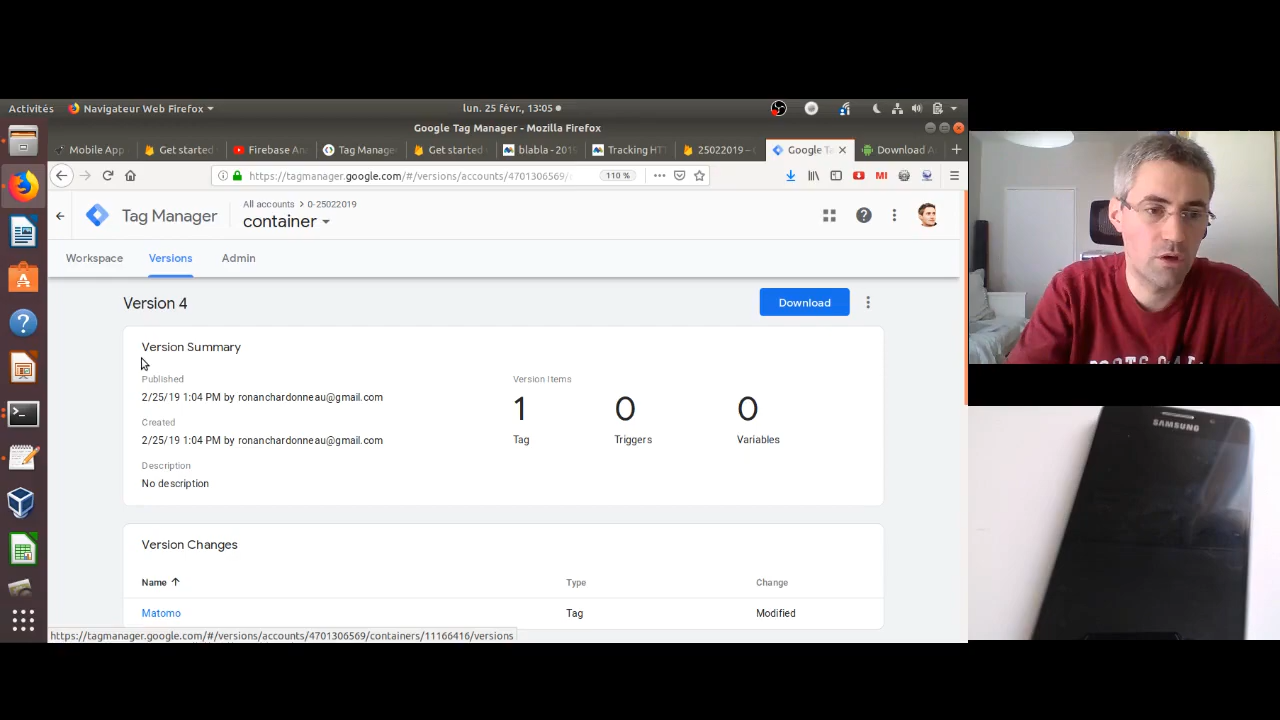 Activités
Navigateur Web Firefox
lun. 25 févr., 13:05
Google Tag Manager - Mozilla Firefox
Mobile App
Get started
Firebase An
Tag Manage
Get started
blabla - 201
Tracking HT
25022019 –
Google Ta
Download A
https://tagmanager.google.com/#/versions/accounts/4701306569/
110 %
MI
Tag Manager
All accounts > 0-25022019
container
Workspace
Versions
Admin
Version 4
Download
Version Summary
Published
2/25/19 1:04 PM by ronanchardonneau@gmail.com
Created
2/25/19 1:04 PM by ronanchardonneau@gmail.com
Description
No description
Version Items
1
0
0
Tag
Triggers
Variables
Version Changes
Name
Type
Change
Matomo
Tag
Modified
https://tagmanager.google.com/#/versions/accounts/4701306569/containers/11166416/versions
SAMSUNG